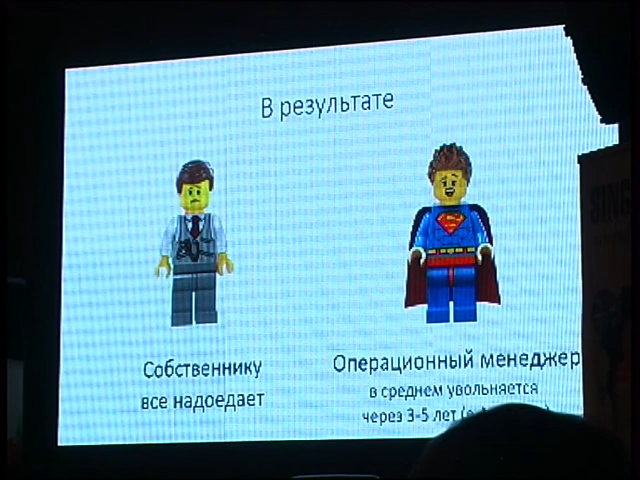 В результате
Собственнику
все надоедает
Операционный менеджер
в среднем увольняется
через 3-5 лет